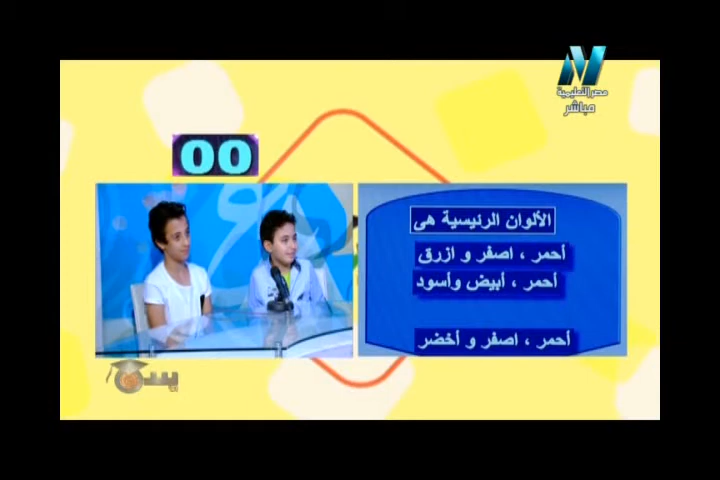 مصر التعليمية
مباشر
00
الألوان الرئيسية هى
أحمر ، اصفر و ازرق
أحمر ، أبيض وأسود
أحمر ، اصفر و أخضر